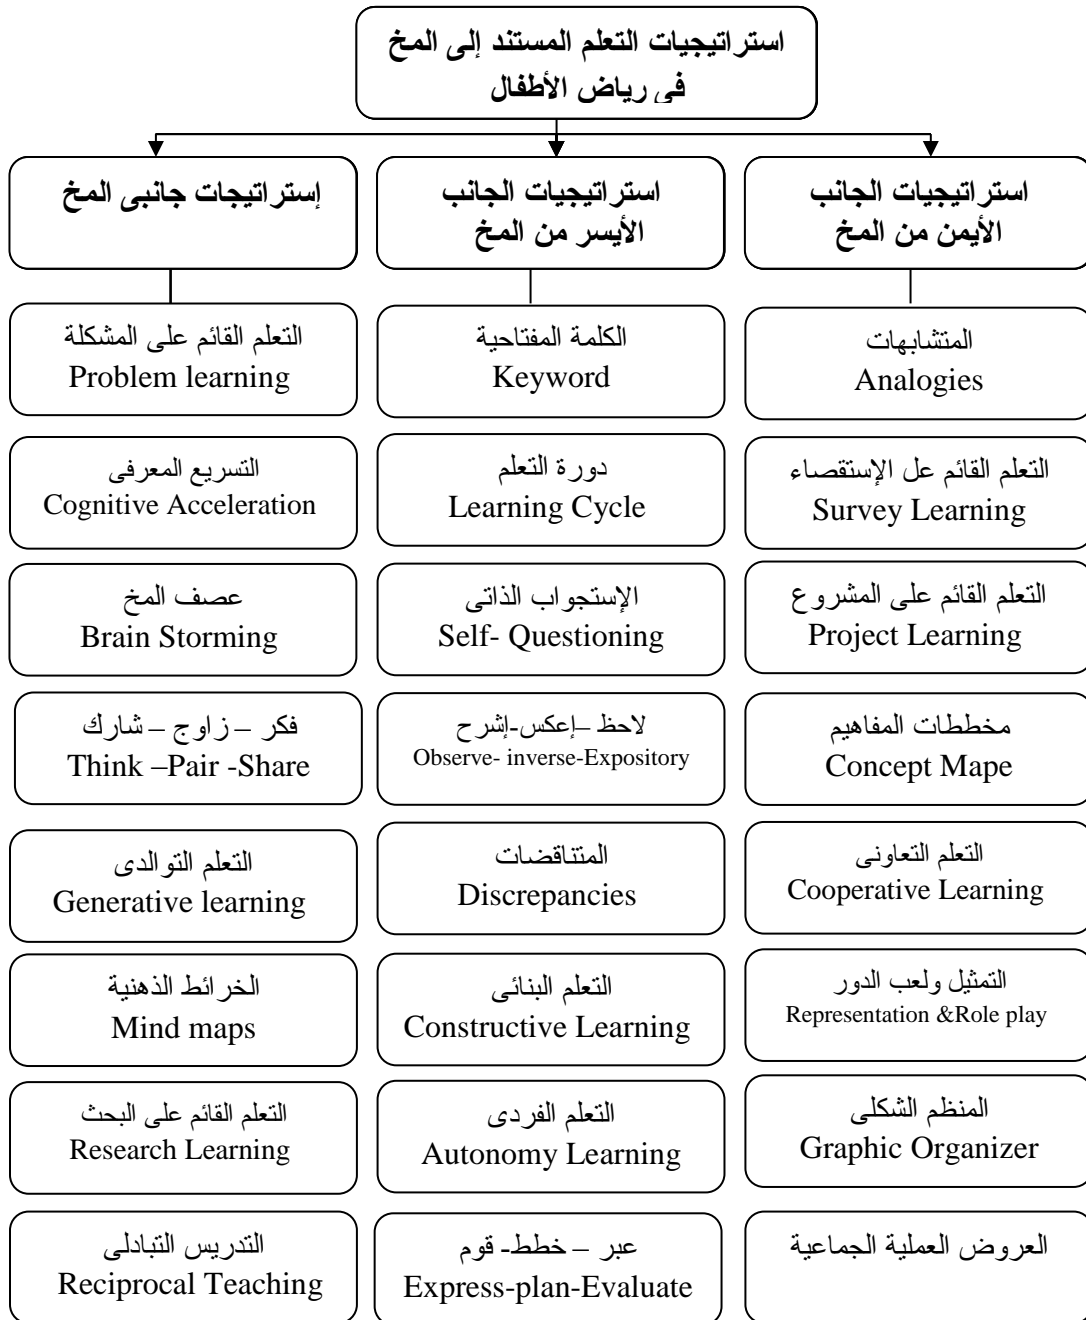 استراتيجيات التعلم المستند إلى المخ
فى رياض الأطفال
استراتيجيات الجانب
الأيمن من المخ
استراتيجيات الجانب
الأيسر من المخ
إستراتيجات جانبى المخ
المتشابهات
Analogies
الكلمة المفتاحية
Keyword
التعلم القائم على المشكلة
Problem learning
التعلم القائم عل الإستقصاء
Survey Learning
دورة التعلم
Learning Cycle
التسريع المعرفى
Cognitive Acceleration
التعلم القائم على المشروع
Project Learning
الإستجواب الذاتى
Self- Questioning
عصف المخ
Brain Storming
مخططات المفاهيم
Concept Mape
لاحظ –إعكس-إشرح
Observe- inverse-Expository
فكر – زاوج – شارك
Think –Pair -Share
التعلم التعاونى
Cooperative Learning
المتناقضات
Discrepancies
التعلم التوالدى
Generative learning
التمثيل ولعب الدور
Representation &Role play
التعلم البنائى
Constructive Learning
الخرائط الذهنية
Mind maps
المنظم الشكلى
Graphic Organizer
التعلم الفردى
Autonomy Learning
التعلم القائم على البحث
Research Learning
العروض العملية الجماعية
عبر – خطط- قوم
Express-plan-Evaluate
التدريس التبادلى
Reciprocal Teaching